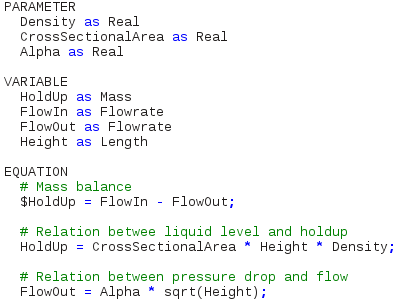 PARAMETER
Density as Real
CrossSectionalArea as Real
Alpha as Real
VARIABLE
HoldUp as Mass
FlowIn as Flowrate
FlowOut as Flowrate
Height as Length
EQUATION
# Mass balance
$HoldUp = FlowIn - FlowOut;
# Relation betwee liquid level and holdup
HoldUp = CrossSectionalArea * Height * Density;
# Relation between pressure drop and flow
FlowOut = Alpha * sqrt(Height);